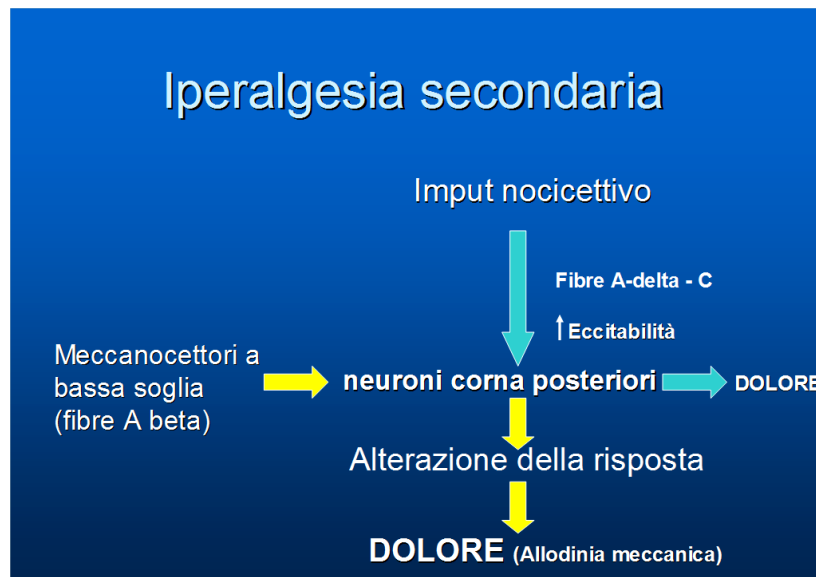 Iperalgesia secondaria
Imput nocicettivo
Fibre A-delta - C
Eccitabilità
Meccanocettori a
bassa soglia
(fibre A beta)
neuroni corna posteriori
DOLORE
Alterazione della risposta
DOLORE (Allodinia meccanica)